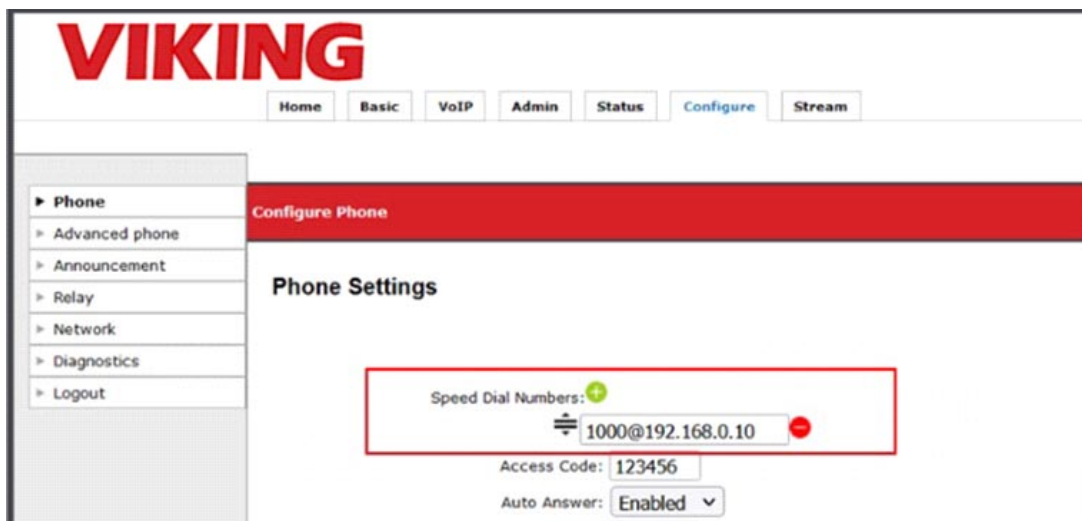 VIKING
Home Basic VoIP Admin Status Configure Stream
Phone
Advanced phone
Announcement
Relay
Network
Diagnostics
Logout
Configure Phone
Phone Settings
Speed Dial Numbers:
1000@192.168.0.10
Access Code: 123456
Auto Answer: Enabled